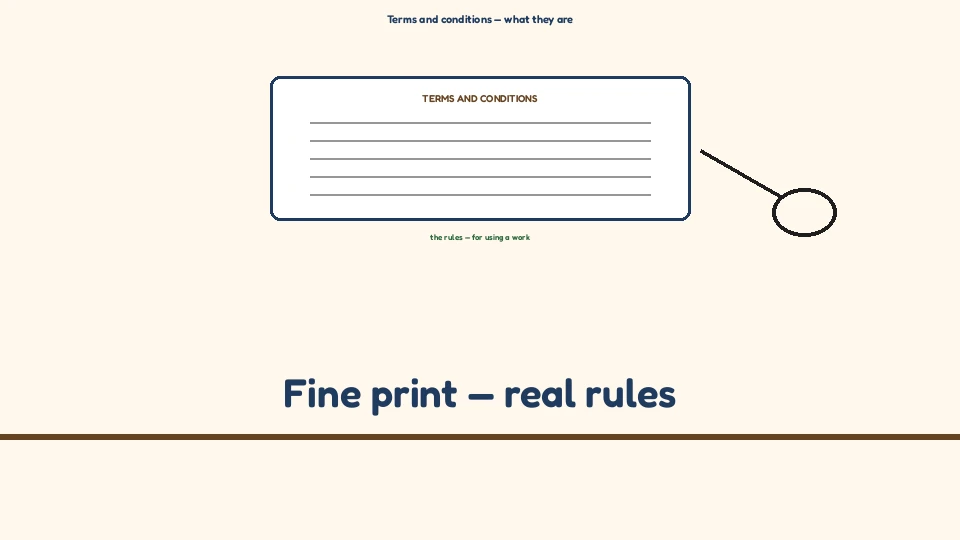 Terms and conditions — what they are
TERMS AND CONDITIONS
the rules — for using a work
Fine print — real rules